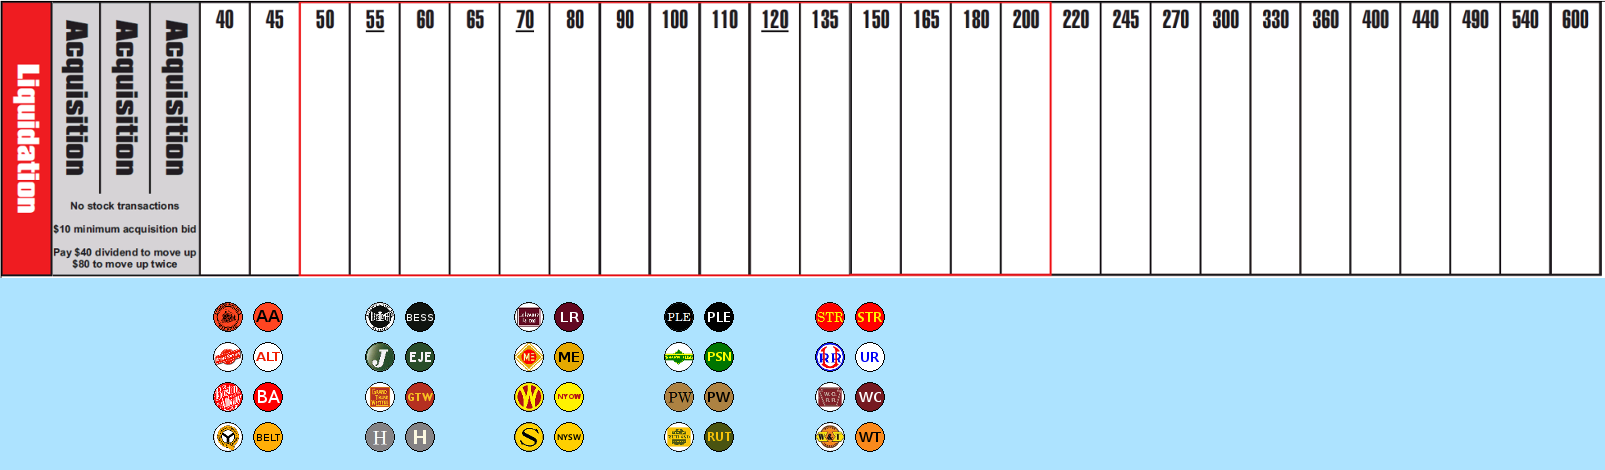 Liquidation
Acquisition
Acquisition
Acquisition
No stock transactions
$10 minimum acquisition bid
Pay $40 dividend to move up
$80 to move up twice
40 45 50 55 60 65 70 80 90 100 110 120 135 150 165 180 200 220 245 270 300 330 360 400 440 490 540 600
AA BESS LR PLE PLE STR STR
ALT J EJE ME ME PSN RR UR
BA GTW W NYOW PW PW WC
BELT H H S NYSW RUT W&T WT